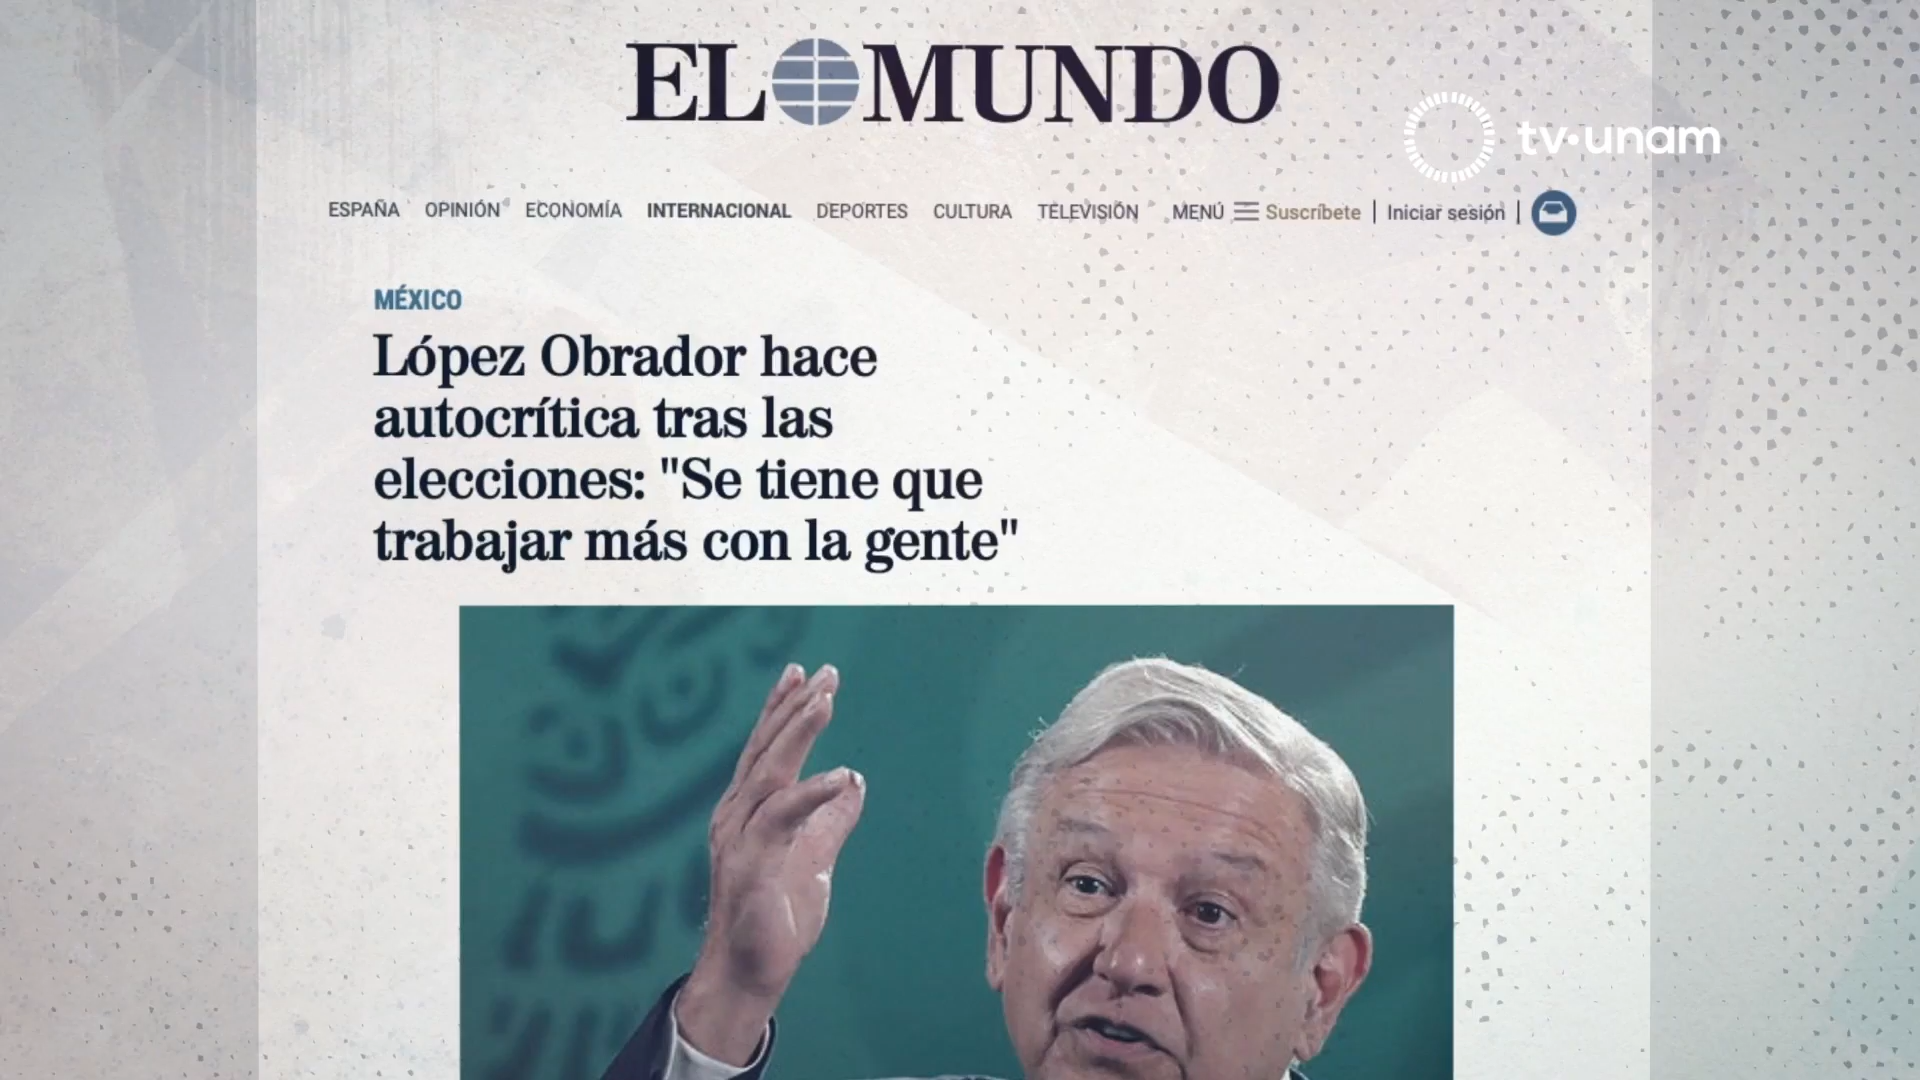 EL MUNDO
tv·unam
ESPAÑA OPINIÓN ECONOMÍA INTERNACIONAL DEPORTES CULTURA TELEVISIÓN MENÚ Suscríbete | Iniciar sesión |
MÉXICO
López Obrador hace
autocrítica tras las
elecciones: "Se tiene que
trabajar más con la gente"